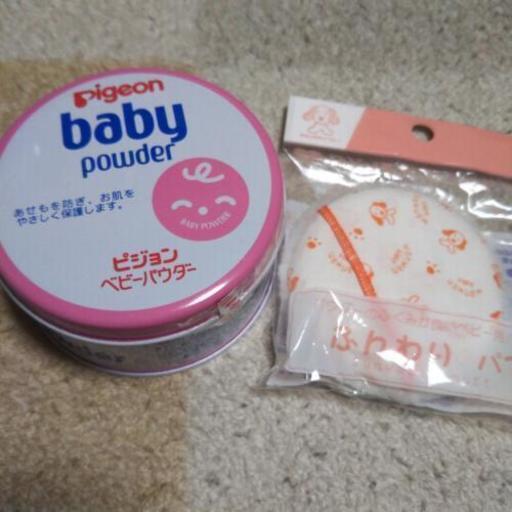 Pigeon
baby
powder
あせもを防ぎ、お肌を
やさしく保護します。
BABY POWDER
ピジョン
ベビーパウダー
ふんわり パフ